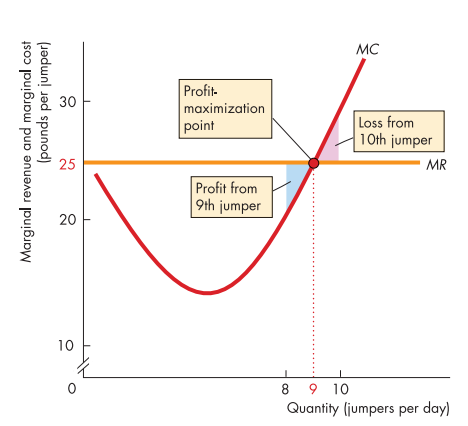 Marginal revenue and marginal cost
(pounds per jumper)
MC
30
Profit-
maximization
point
Loss from
10th jumper
25
MR
Profit from
9th jumper
20
10
0
8
9
10
Quantity (jumpers per day)